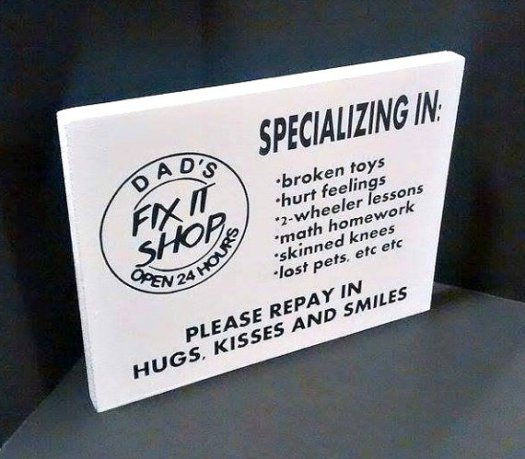 DAD'S
FIX IT
SHOP
OPEN 24 HOURS
SPECIALIZING IN:
•broken toys
•hurt feelings
•2-wheeler lessons
•math homework
•skinned knees
•lost pets, etc etc
PLEASE REPAY IN
HUGS, KISSES AND SMILES